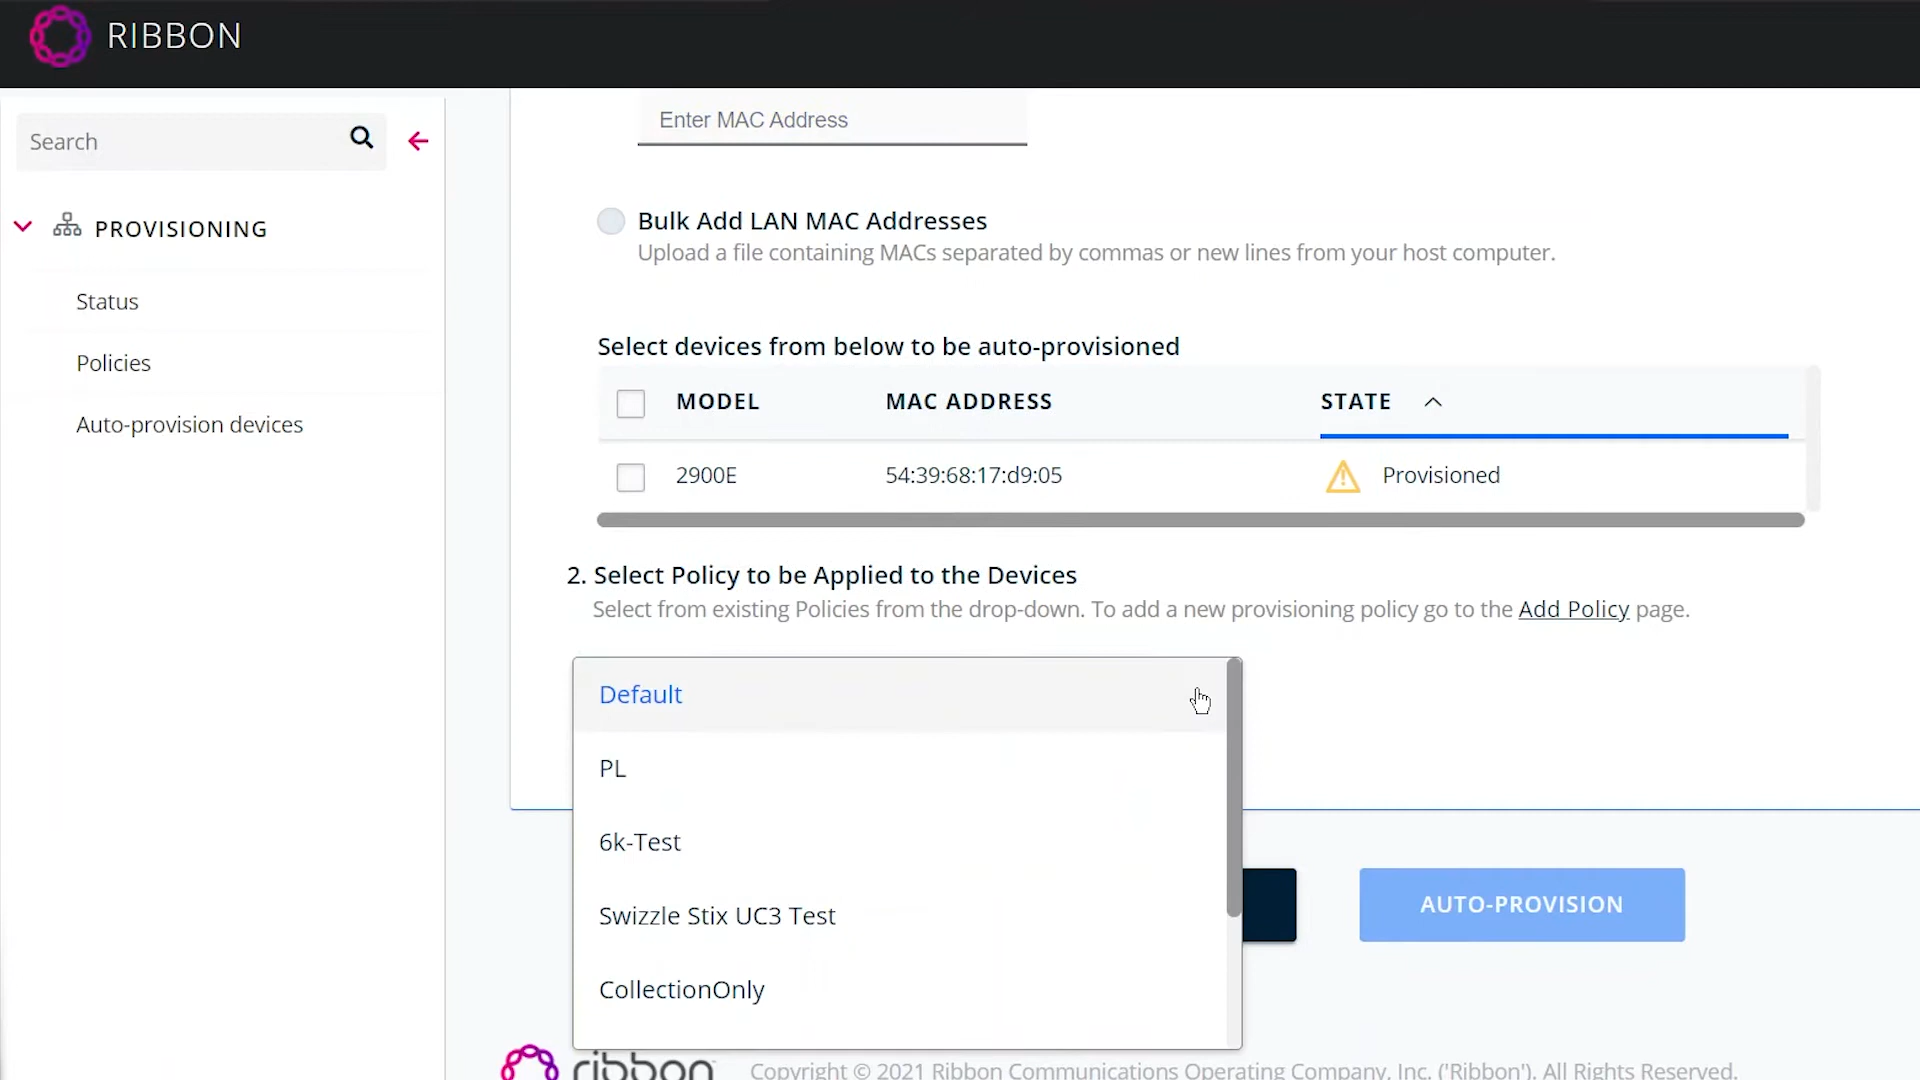 RIBBON
Search
PROVISIONING
Status
Policies
Auto-provision devices
Enter MAC Address
Bulk Add LAN MAC Addresses
Upload a file containing MACs separated by commas or new lines from your host computer.
Select devices from below to be auto-provisioned
MODEL MAC ADDRESS STATE
2900E 54:39:68:17:d9:05 Provisioned
2. Select Policy to be Applied to the Devices
Select from existing Policies from the drop-down. To add a new provisioning policy go to the Add Policy page.
Default
PL
6k-Test
Swizzle Stix UC3 Test
CollectionOnly
AUTO-PROVISION
ribbon
Copyright © 2021 Ribbon Communications Operating Company, Inc. ('Ribbon'). All Rights Reserved.